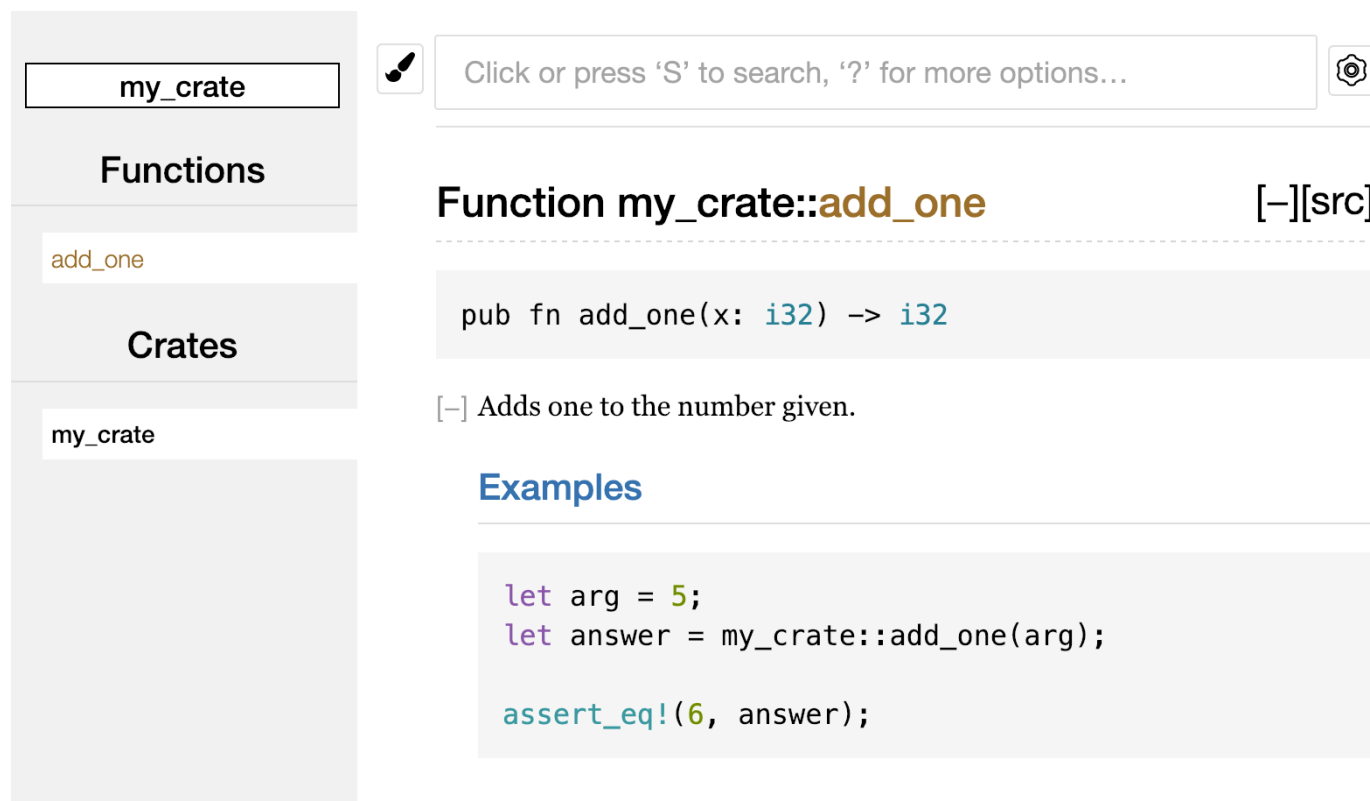 my_crate
Functions
add_one
Crates
my_crate
Click or press ‘S’ to search, ‘?’ for more options…
Function my_crate::add_one [−][src]
pub fn add_one(x: i32) -> i32
[−] Adds one to the number given.
Examples
let arg = 5;
let answer = my_crate::add_one(arg);
assert_eq!(6, answer);